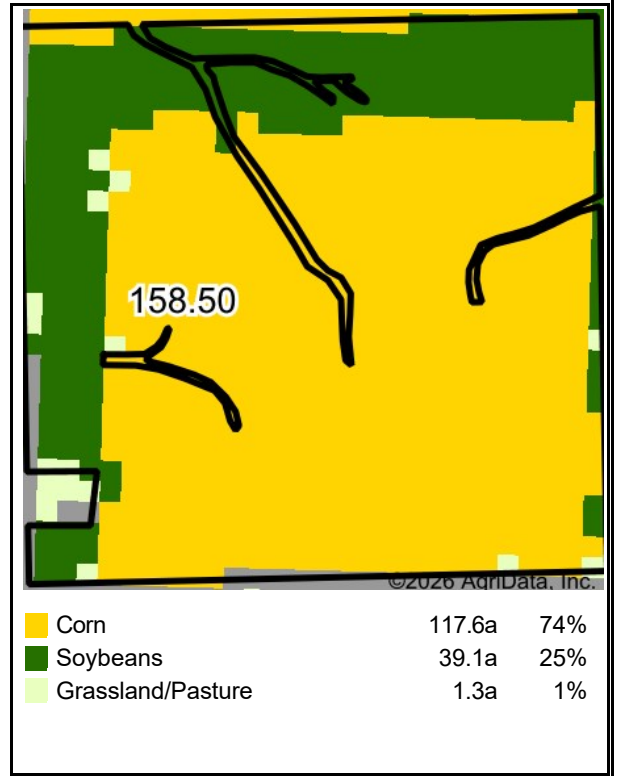 158.50
©2026 AgriData, Inc.
Corn 117.6a 74%
Soybeans 39.1a 25%
Grassland/Pasture 1.3a 1%